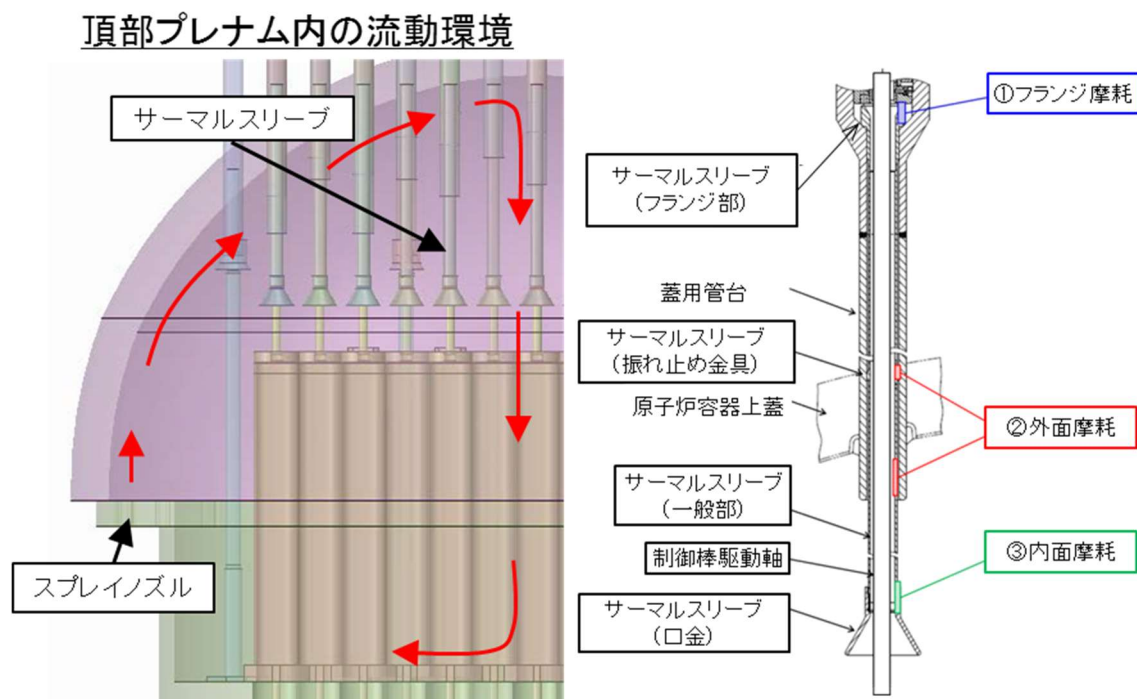 頂部プレナム内の流動環境
サーマルスリーブ
スプレイノズル
①フランジ摩耗
サーマルスリーブ
(フランジ部)
蓋用管台
サーマルスリーブ
(振れ止め金具)
原子炉容器上蓋
②外面摩耗
サーマルスリーブ
(一般部)
制御棒駆動軸
③内面摩耗
サーマルスリーブ
(口金)